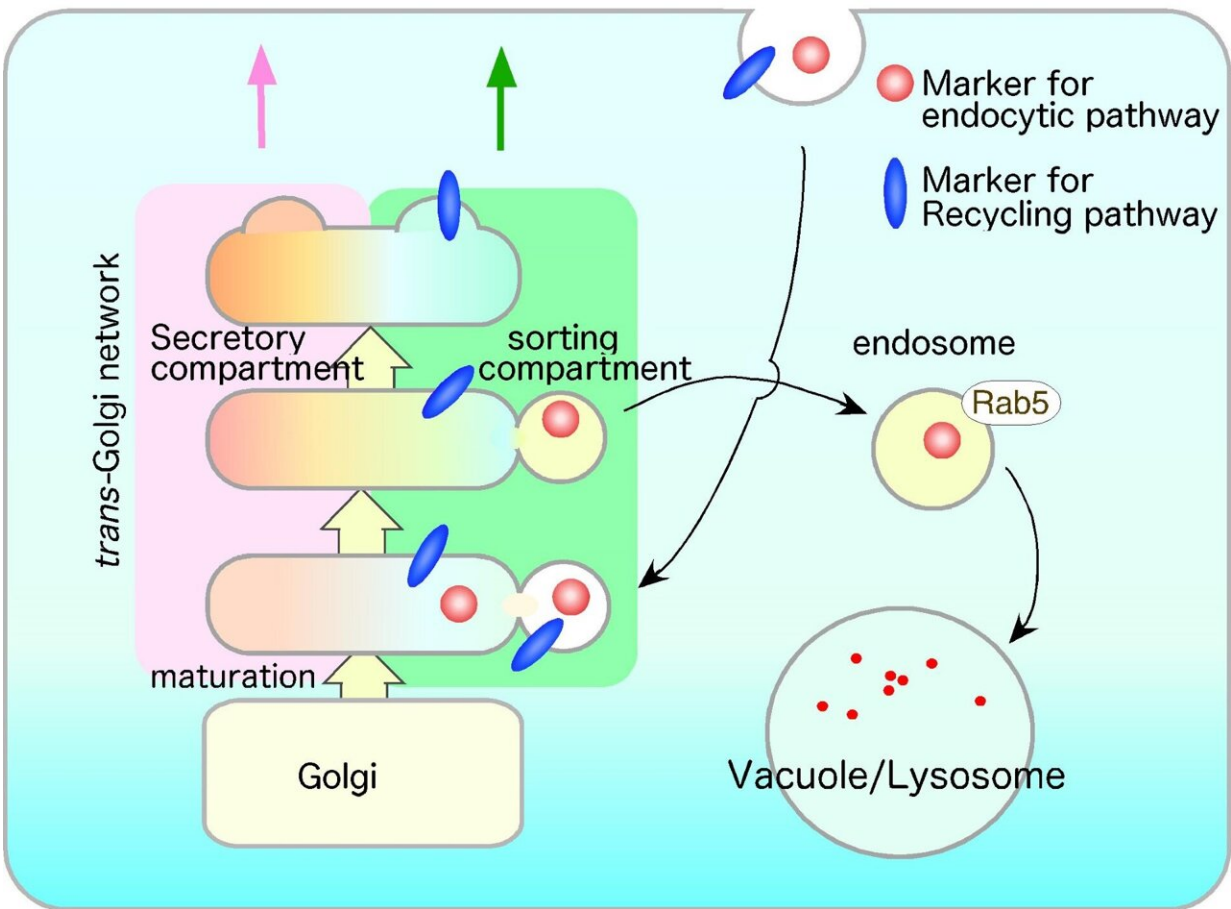 Marker for
endocytic pathway
Marker for
Recycling pathway
trans-Golgi network
Secretory
compartment
sorting
compartment
endosome
Rab5
maturation
Golgi
Vacuole/Lysosome